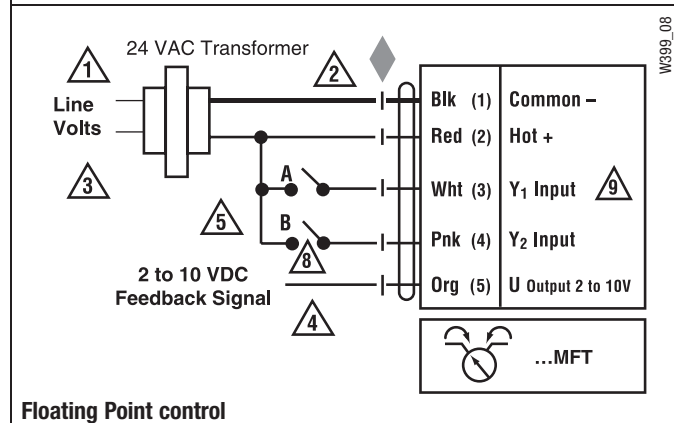 W399_08
24 VAC Transformer
1
2
Line
Volts
3
Blk (1) Common –
Red (2) Hot +
A
Wht (3) Y₁ Input 9
5
B
Pnk (4) Y₂ Input
8
2 to 10 VDC
Feedback Signal
Org (5) U Output 2 to 10V
4
...MFT
Floating Point control